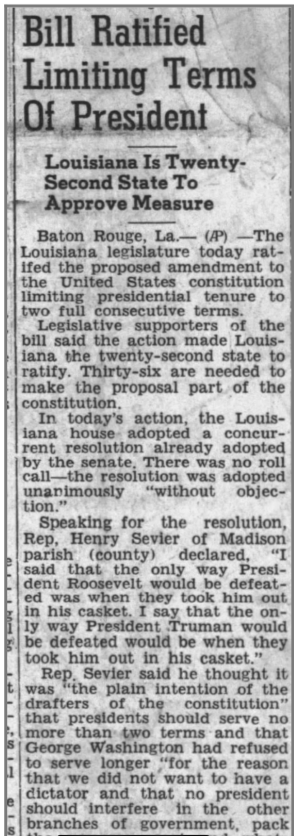 Bill Ratified
Limiting Terms
Of President
Louisiana Is Twenty-
Second State To
Approve Measure
Baton Rouge, La.— (AP) —The
Louisiana legislature today rat-
ifed the proposed amendment to
the United States constitution
limiting presidential tenure to
two full consecutive terms.
Legislative supporters of the
bill said the action made Louis-
iana the twenty-second state to
ratify. Thirty-six are needed to
make the proposal part of the
constitution.
In today's action, the Louis-
iana house adopted a concur-
rent resolution already adopted
by the senate. There was no roll
call—the resolution was adopted
unanimously "without objec-
tion."
Speaking for the resolution,
Rep. Henry Sevier of Madison
parish (county) declared, "I
said that the only way Presi-
dent Roosevelt would be defeat-
ed was when they took him out
in his casket. I say that the on-
ly way President Truman would
be defeated would be when they
took him out in his casket."
Rep. Sevier said he thought it
was "the plain intention of the
drafters of the constitution"
that presidents should serve no
more than two terms and that
George Washington had refused
to serve longer "for the reason
that we did not want to have a
dictator and that no president
should interfere in the other
branches of government, pack